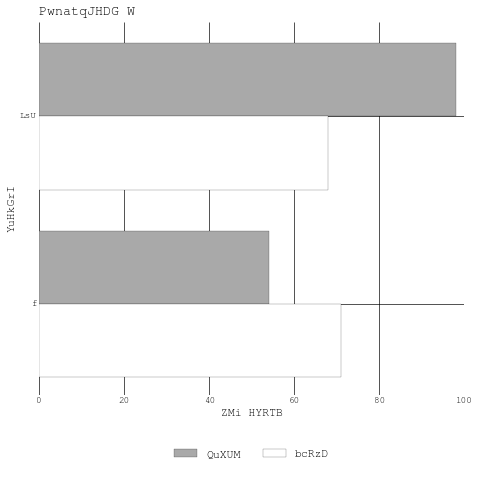 PwnatqJHDG W
LsU
YuHkGrI
f
0 20 40 60 80 100
ZMi HYRTB
QuXUM bcRzD